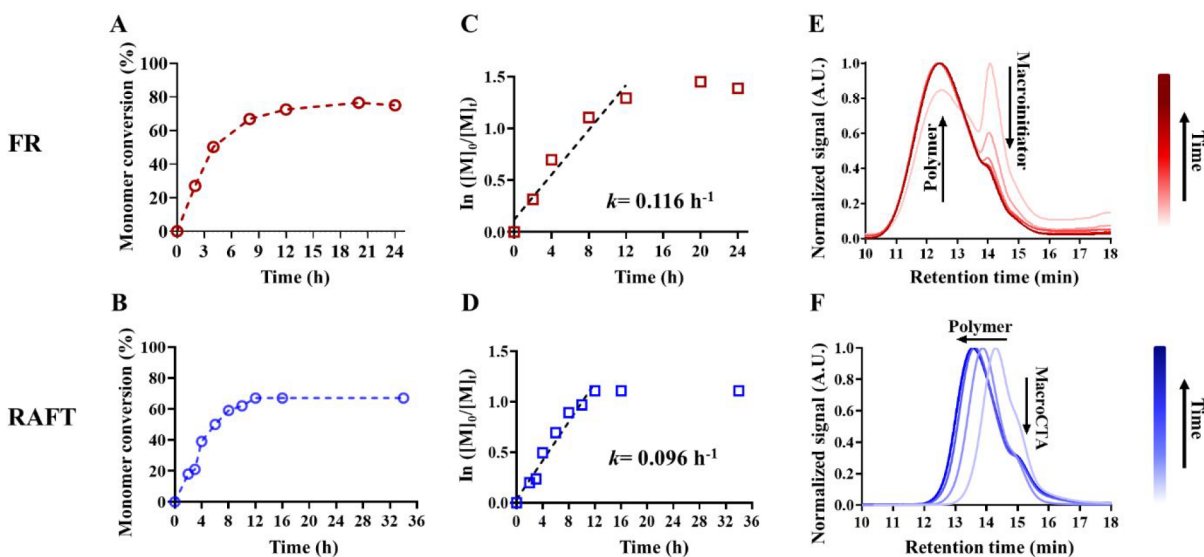 FR
A
Monomer conversion (%)
100
80
60
40
20
0
0 3 6 9 12 15 18 21 24
Time (h)
C
In ([M]₀/[M]ₜ)
1.5
1.0
0.5
0.0
k= 0.116 h⁻¹
0 4 8 12 16 20 24
Time (h)
E
Normalized signal (A.U.)
1.0
0.8
0.6
0.4
0.2
0.0
Polymer
Macroinitiator
10 11 12 13 14 15 16 17 18
Retention time (min)
Time
RAFT
B
Monomer conversion (%)
100
80
60
40
20
0
0 4 8 12 16 20 24 28 32 36
Time (h)
D
In ([M]₀/[M]ₜ)
1.5
1.0
0.5
0.0
k= 0.096 h⁻¹
0 4 8 12 16 20 24 28 32 36
Time (h)
F
Normalized signal (A.U.)
1.0
0.8
0.6
0.4
0.2
0.0
Polymer
MacroCTA
10 11 12 13 14 15 16 17 18
Retention time (min)
Time